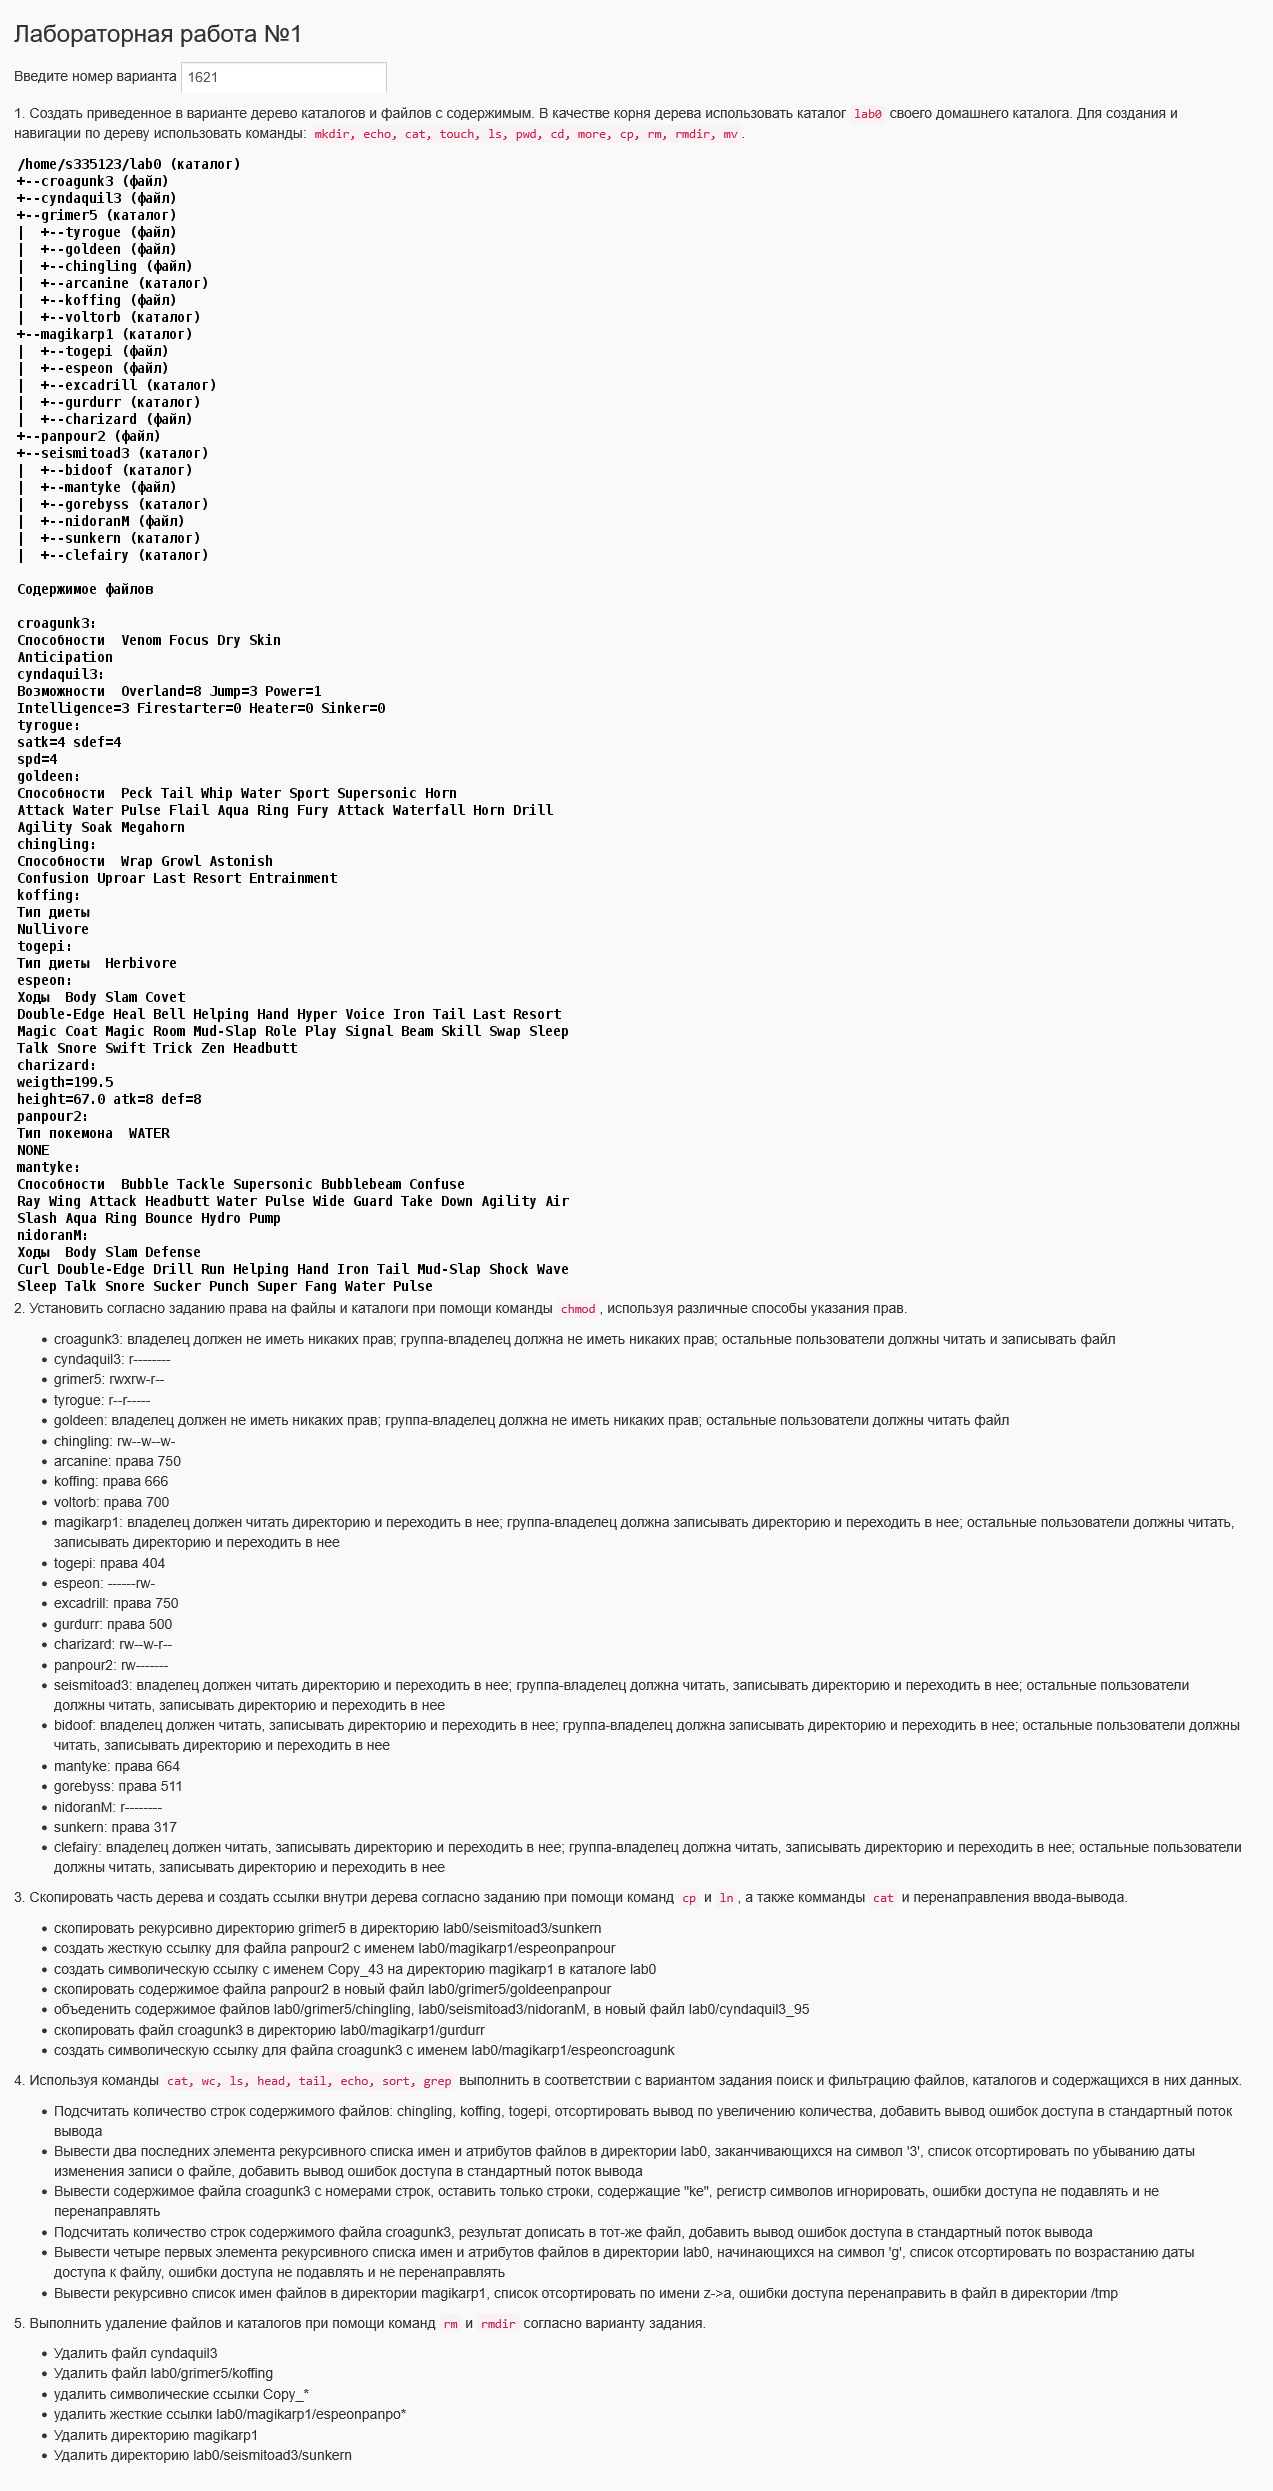 Лабораторная работа №1
Введите номер варианта 1621
1. Создать приведенное в варианте дерево каталогов и файлов с содержимым. В качестве корня дерева использовать каталог lab0 своего домашнего каталога. Для создания и
навигации по дереву использовать команды: mkdir, echo, cat, touch, ls, pwd, cd, more, cp, rm, rmdir, mv.
/home/s335123/lab0 (каталог)
+--croagunk3 (файл)
+--cyndaquil3 (файл)
+--grimer5 (каталог)
|  +--tyrogue (файл)
|  +--goldeen (файл)
|  +--chingling (файл)
|  +--arcanine (каталог)
|  +--koffing (файл)
|  +--voltorb (каталог)
+--magikarp1 (каталог)
|  +--togepi (файл)
|  +--espeon (файл)
|  +--excadrill (каталог)
|  +--gurdurr (каталог)
|  +--charizard (файл)
+--panpour2 (файл)
+--seismitoad3 (каталог)
|  +--bidoof (каталог)
|  +--mantyke (файл)
|  +--gorebyss (каталог)
|  +--nidoranM (файл)
|  +--sunkern (каталог)
|  +--clefairy (каталог)
Содержимое файлов
croagunk3:
Способности  Venom Focus Dry Skin
Anticipation
cyndaquil3:
Возможности  Overland=8 Jump=3 Power=1
Intelligence=3 Firestarter=0 Heater=0 Sinker=0
tyrogue:
satk=4 sdef=4
spd=4
goldeen:
Способности  Peck Tail Whip Water Sport Supersonic Horn
Attack Water Pulse Flail Aqua Ring Fury Attack Waterfall Horn Drill
Agility Soak Megahorn
chingling:
Способности  Wrap Growl Astonish
Confusion Uproar Last Resort Entrainment
koffing:
Тип диеты
Nullivore
togepi:
Тип диеты  Herbivore
espeon:
Ходы  Body Slam Covet
Double-Edge Heal Bell Helping Hand Hyper Voice Iron Tail Last Resort
Magic Coat Magic Room Mud-Slap Role Play Signal Beam Skill Swap Sleep
Talk Snore Swift Trick Zen Headbutt
charizard:
weigth=199.5
height=67.0 atk=8 def=8
panpour2:
Тип покемона  WATER
NONE
mantyke:
Способности  Bubble Tackle Supersonic Bubblebeam Confuse
Ray Wing Attack Headbutt Water Pulse Wide Guard Take Down Agility Air
Slash Aqua Ring Bounce Hydro Pump
nidoranM:
Ходы  Body Slam Defense
Curl Double-Edge Drill Run Helping Hand Iron Tail Mud-Slap Shock Wave
Sleep Talk Snore Sucker Punch Super Fang Water Pulse
2. Установить согласно заданию права на файлы и каталоги при помощи команды chmod, используя различные способы указания прав.
• croagunk3: владелец должен не иметь никаких прав; группа-владелец должна не иметь никаких прав; остальные пользователи должны читать и записывать файл
• cyndaquil3: r--------
• grimer5: rwxrw-r--
• tyrogue: r--r-----
• goldeen: владелец должен не иметь никаких прав; группа-владелец должна не иметь никаких прав; остальные пользователи должны читать файл
• chingling: rw--w--w-
• arcanine: права 750
• koffing: права 666
• voltorb: права 700
• magikarp1: владелец должен читать директорию и переходить в нее; группа-владелец должна записывать директорию и переходить в нее; остальные пользователи должны читать,
записывать директорию и переходить в нее
• togepi: права 404
• espeon: ------rw-
• excadrill: права 750
• gurdurr: права 500
• charizard: rw--w-r--
• panpour2: rw-------
• seismitoad3: владелец должен читать директорию и переходить в нее; группа-владелец должна читать, записывать директорию и переходить в нее; остальные пользователи
должны читать, записывать директорию и переходить в нее
• bidoof: владелец должен читать, записывать директорию и переходить в нее; группа-владелец должна записывать директорию и переходить в нее; остальные пользователи должны
читать, записывать директорию и переходить в нее
• mantyke: права 664
• gorebyss: права 511
• nidoranM: r--------
• sunkern: права 317
• clefairy: владелец должен читать, записывать директорию и переходить в нее; группа-владелец должна читать, записывать директорию и переходить в нее; остальные пользователи
должны читать, записывать директорию и переходить в нее
3. Скопировать часть дерева и создать ссылки внутри дерева согласно заданию при помощи команд cp и ln, а также комманды cat и перенаправления ввода-вывода.
• скопировать рекурсивно директорию grimer5 в директорию lab0/seismitoad3/sunkern
• cоздать жесткую ссылку для файла panpour2 с именем lab0/magikarp1/espeonpanpour
• создать символическую ссылку c именем Copy_43 на директорию magikarp1 в каталоге lab0
• скопировать содержимое файла panpour2 в новый файл lab0/grimer5/goldeenpanpour
• объеденить содержимое файлов lab0/grimer5/chingling, lab0/seismitoad3/nidoranM, в новый файл lab0/cyndaquil3_95
• скопировать файл croagunk3 в директорию lab0/magikarp1/gurdurr
• cоздать символическую ссылку для файла croagunk3 с именем lab0/magikarp1/espeoncroagunk
4. Используя команды cat, wc, ls, head, tail, echo, sort, grep выполнить в соответствии с вариантом задания поиск и фильтрацию файлов, каталогов и содержащихся в них данных.
• Подсчитать количество строк содержимого файлов: chingling, koffing, togepi, отсортировать вывод по увеличению количества, добавить вывод ошибок доступа в стандартный поток
вывода
• Вывести два последних элемента рекурсивного списка имен и атрибутов файлов в директории lab0, заканчивающихся на символ '3', список отсортировать по убыванию даты
изменения записи о файле, добавить вывод ошибок доступа в стандартный поток вывода
• Вывести содержимое файла croagunk3 с номерами строк, оставить только строки, содержащие "ke", регистр символов игнорировать, ошибки доступа не подавлять и не
перенаправлять
• Подсчитать количество строк содержимого файла croagunk3, результат дописать в тот-же файл, добавить вывод ошибок доступа в стандартный поток вывода
• Вывести четыре первых элемента рекурсивного списка имен и атрибутов файлов в директории lab0, начинающихся на символ 'g', список отсортировать по возрастанию даты
доступа к файлу, ошибки доступа не подавлять и не перенаправлять
• Вывести рекурсивно список имен файлов в директории magikarp1, список отсортировать по имени z->a, ошибки доступа перенаправить в файл в директории /tmp
5. Выполнить удаление файлов и каталогов при помощи команд rm и rmdir согласно варианту задания.
• Удалить файл cyndaquil3
• Удалить файл lab0/grimer5/koffing
• удалить символические ссылки Copy_*
• удалить жесткие ссылки lab0/magikarp1/espeonpanpo*
• Удалить директорию magikarp1
• Удалить директорию lab0/seismitoad3/sunkern